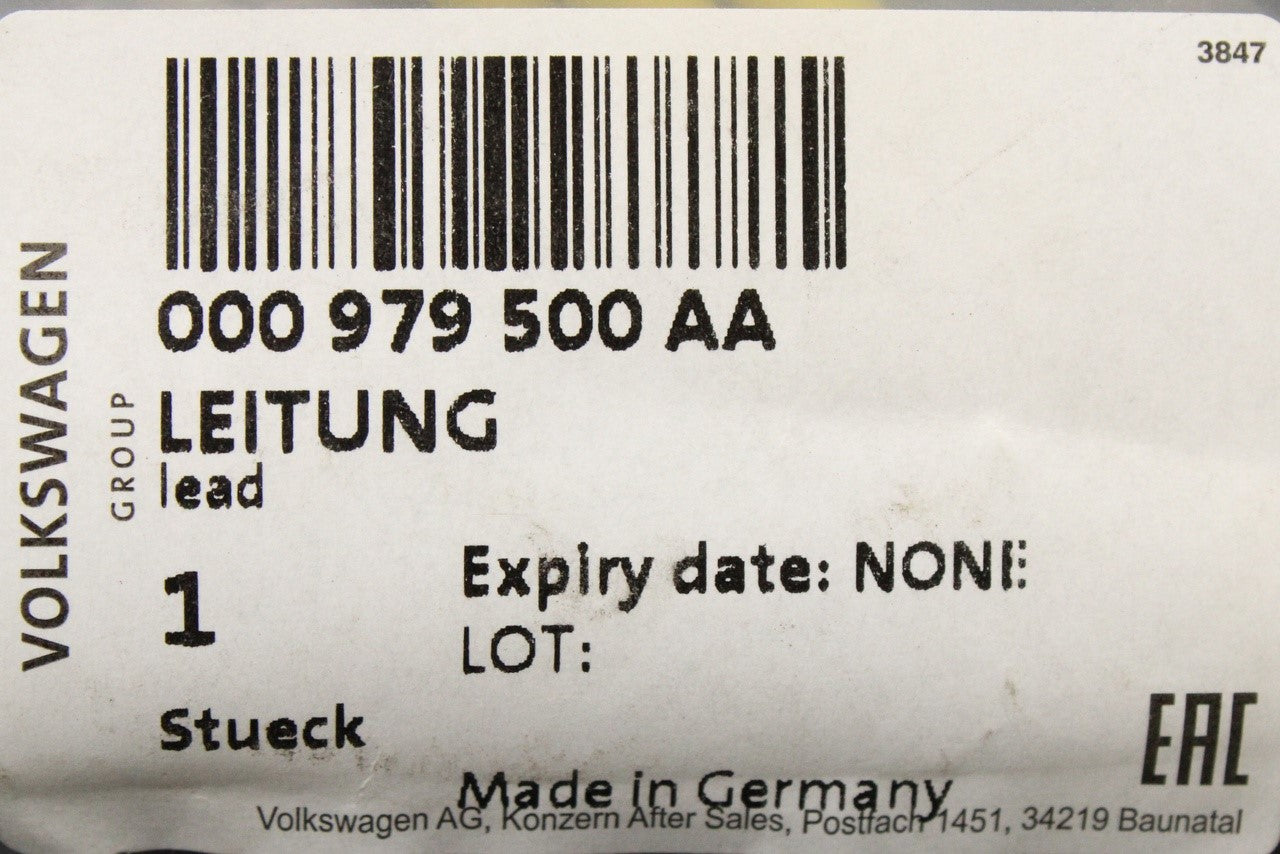 3847
000 979 500 AA
LEITUNG
lead
VOLKSWAGEN
GROUP
1
Expiry date: NONE
LOT:
Stueck
EAC
Made in Germany
Volkswagen AG, Konzern After Sales, Postfach 1451, 34219 Baunatal